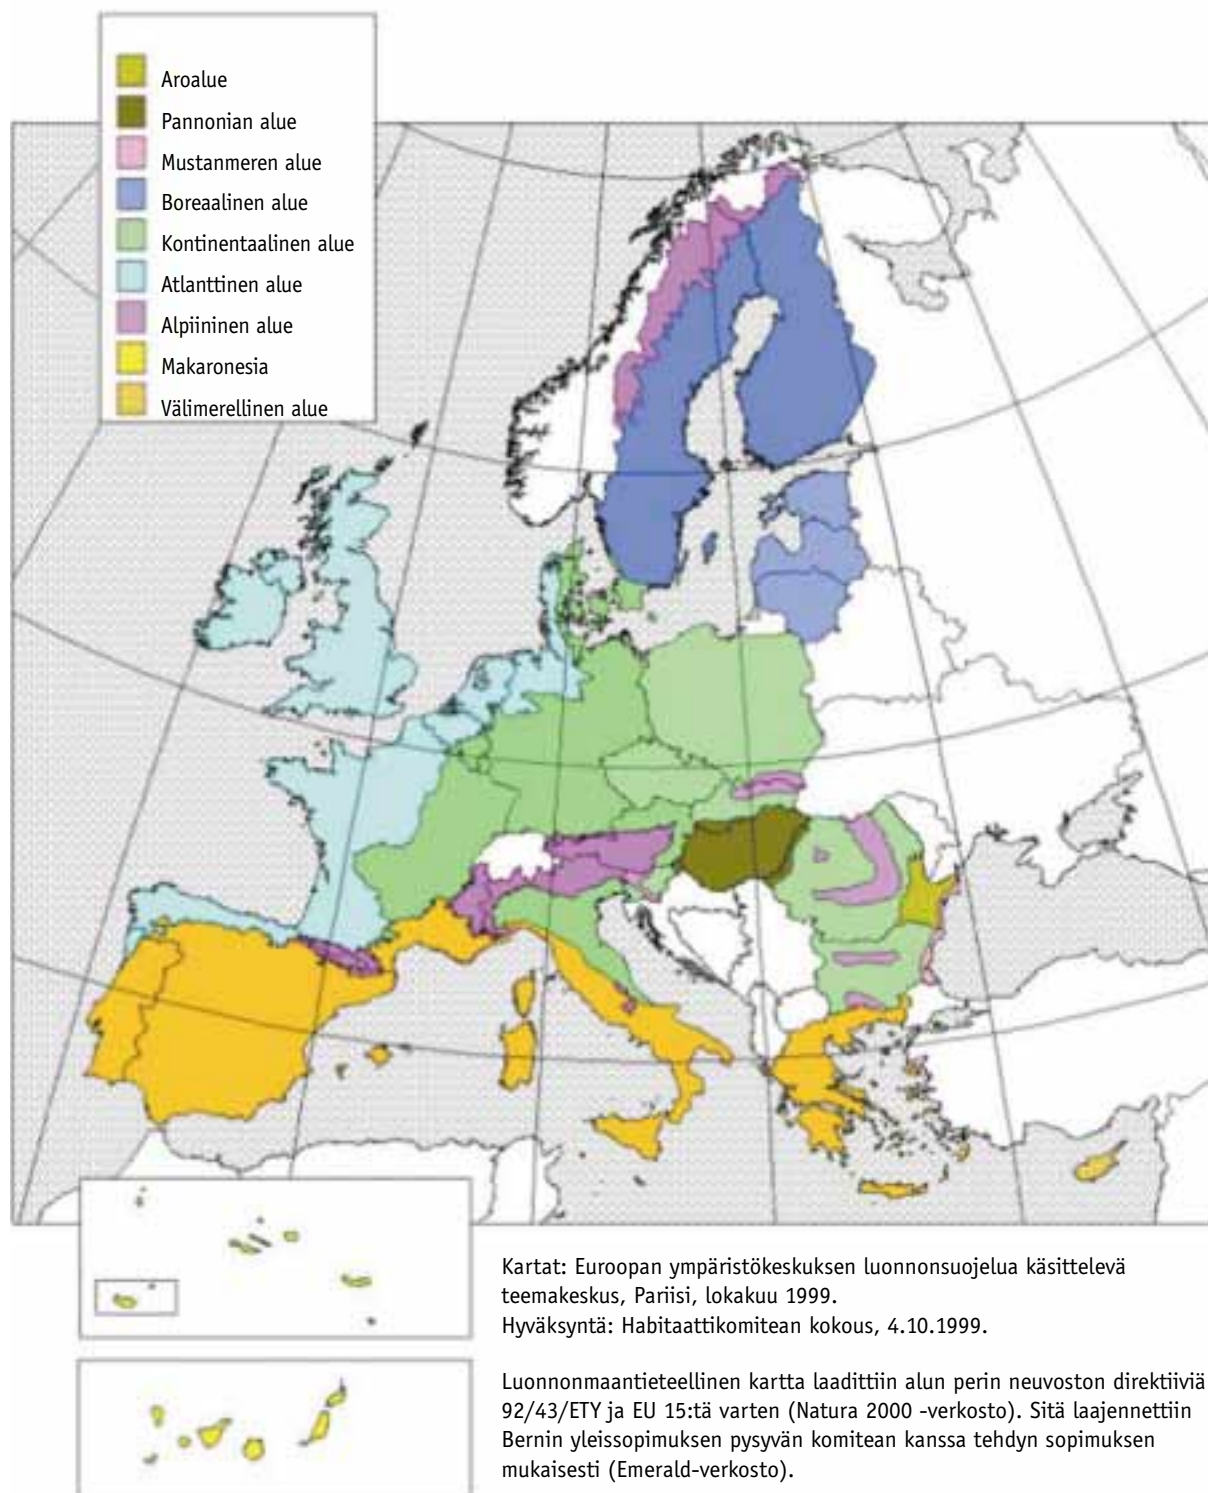 Aroalue
Pannonian alue
Mustanmeren alue
Boreaalinen alue
Kontinentaalinen alue
Atlanttinen alue
Alpiininen alue
Makaronesia
Välimerellinen alue
Kartat: Euroopan ympäristökeskuksen luonnonsuojelua käsittelevä
teemakeskus, Pariisi, lokakuu 1999.
Hyväksyntä: Habitaattikomitean kokous, 4.10.1999.
Luonnonmaantieteellinen kartta laadittiin alun perin neuvoston direktiiviä
92/43/ETY ja EU 15:tä varten (Natura 2000 -verkosto). Sitä laajennettiin
Bernin yleissopimuksen pysyvän komitean kanssa tehdyn sopimuksen
mukaisesti (Emerald-verkosto).